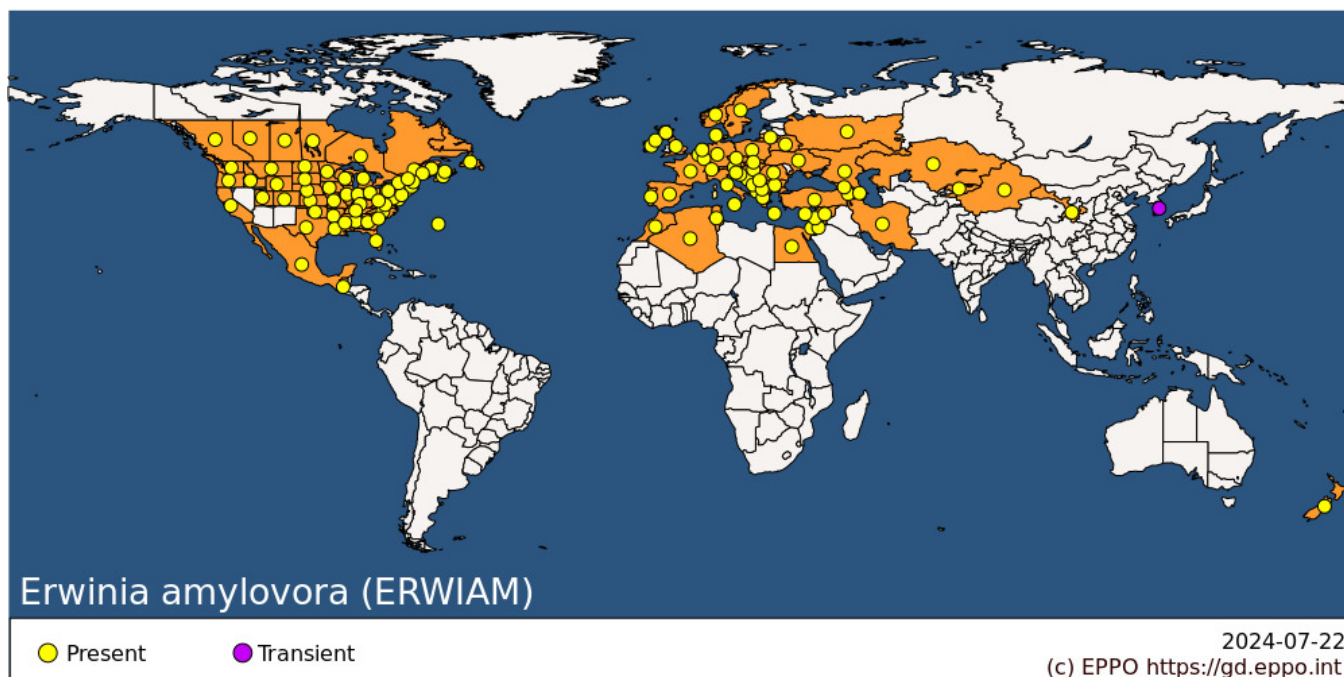 Erwinia amylovora (ERWIAM)
Present
Transient
2024-07-22
(c) EPPO https://gd.eppo.int